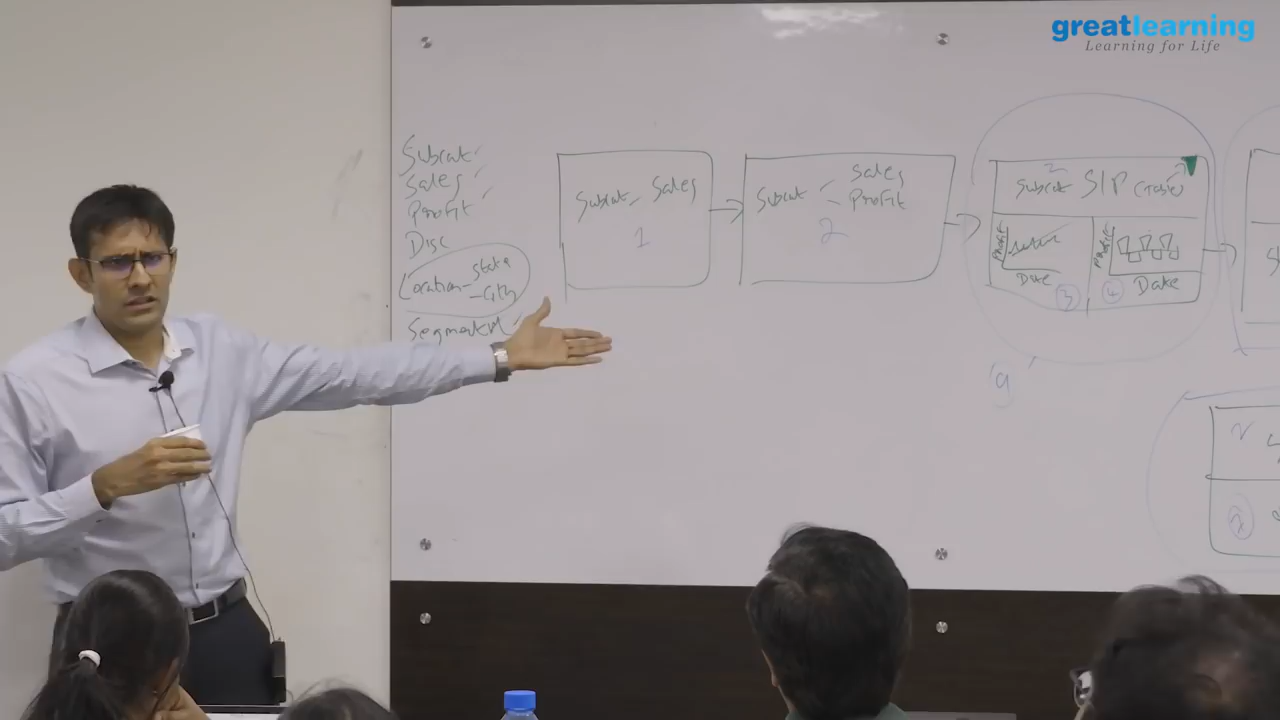 greatlearning
Learning for Life
Subcat
Sales
Profit
Disc
Location - State
- City
Segment
Subcat, Sales
1
Subcat
Sales
Profit
2
Subcat S/P
Profit
Date
3
Profit
Date
4
'9'